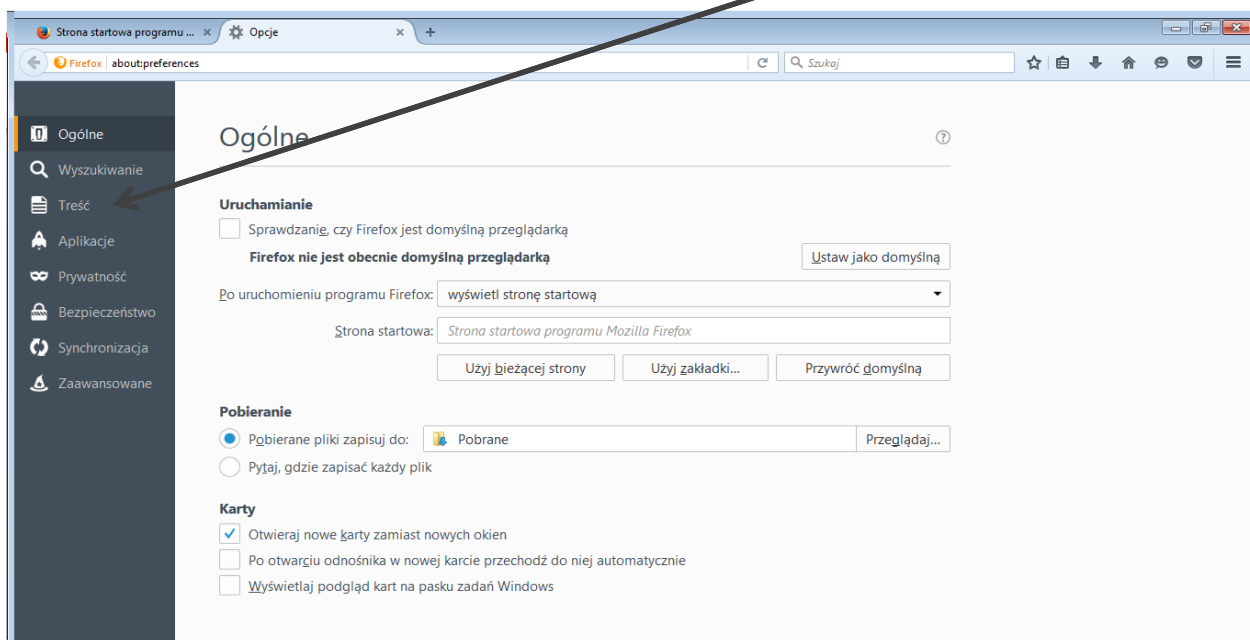 Strona startowa programu ... × Opcje × +
Firefox about:preferences Szukaj
Ogólne
Wyszukiwanie
Treść
Aplikacje
Prywatność
Bezpieczeństwo
Synchronizacja
Zaawansowane
Ogólne
?
Uruchamianie
Sprawdzanie, czy Firefox jest domyślną przeglądarką
Firefox nie jest obecnie domyślną przeglądarką Ustaw jako domyślną
Po uruchomieniu programu Firefox: wyświetl stronę startową
Strona startowa: Strona startowa programu Mozilla Firefox
Użyj bieżącej strony Użyj zakładki... Przywróć domyślną
Pobieranie
Pobierane pliki zapisuj do: Pobrane Przeglądaj...
Pytaj, gdzie zapisać każdy plik
Karty
Otwieraj nowe karty zamiast nowych okien
Po otwarciu odnośnika w nowej karcie przechodź do niej automatycznie
Wyświetlaj podgląd kart na pasku zadań Windows